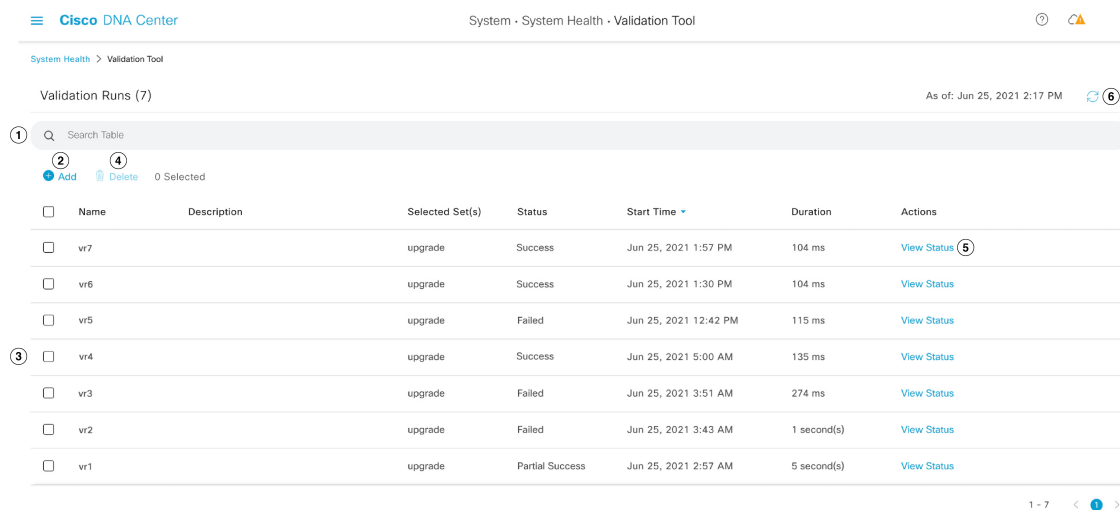 Cisco DNA Center
System · System Health · Validation Tool
System Health > Validation Tool
Validation Runs (7)
As of: Jun 25, 2021 2:17 PM 6
1 Search Table
2 4
Add Delete 0 Selected
Name Description Selected Set(s) Status Start Time Duration Actions
vr7 upgrade Success Jun 25, 2021 1:57 PM 104 ms View Status 5
vr6 upgrade Success Jun 25, 2021 1:30 PM 104 ms View Status
vr5 upgrade Failed Jun 25, 2021 12:42 PM 115 ms View Status
3 vr4 upgrade Success Jun 25, 2021 5:00 AM 135 ms View Status
vr3 upgrade Failed Jun 25, 2021 3:51 AM 274 ms View Status
vr2 upgrade Failed Jun 25, 2021 3:43 AM 1 second(s) View Status
vr1 upgrade Partial Success Jun 25, 2021 2:57 AM 5 second(s) View Status
1 - 7 < 1 >